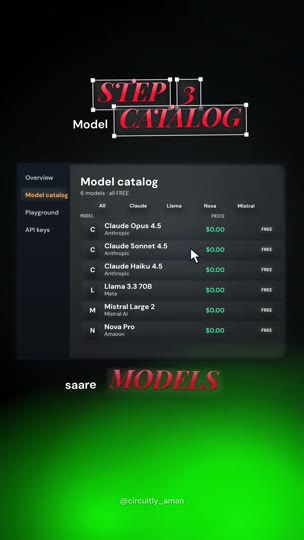 STEP 3
Model CATALOG
Overview
Model catalog
Playground
API keys
Model catalog
6 models · all FREE
All Claude Llama Nova Mistral
MODEL PRICE
C Claude Opus 4.5 $0.00 FREE
Anthropic
C Claude Sonnet 4.5 $0.00 FREE
Anthropic
C Claude Haiku 4.5 $0.00 FREE
Anthropic
L Llama 3.3 70B $0.00 FREE
Meta
M Mistral Large 2 $0.00 FREE
Mistral AI
N Nova Pro $0.00 FREE
Amazon
saare MODELS
@circuitly_aman